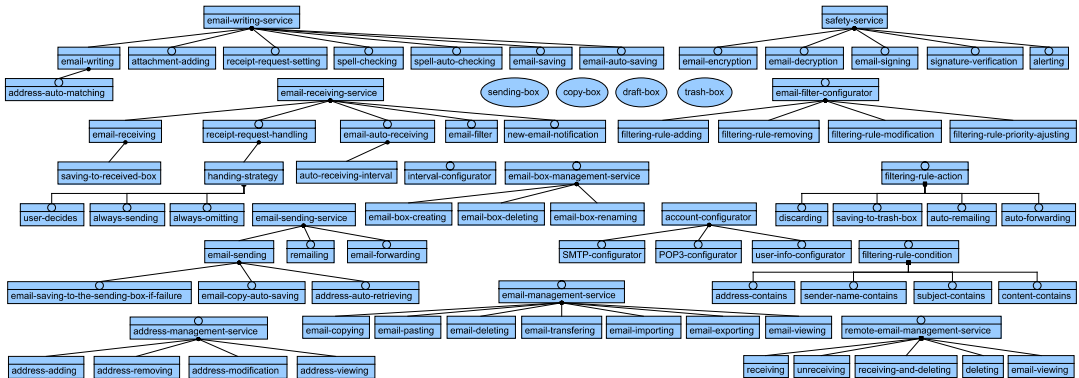 email-writing-service
safety-service
email-writing
attachment-adding
receipt-request-setting
spell-checking
spell-auto-checking
email-saving
email-auto-saving
email-encryption
email-decryption
email-signing
signature-verification
alerting
address-auto-matching
email-receiving-service
sending-box
copy-box
draft-box
trash-box
email-filter-configurator
email-receiving
receipt-request-handling
email-auto-receiving
email-filter
new-email-notification
filtering-rule-adding
filtering-rule-removing
filtering-rule-modification
filtering-rule-priority-ajusting
saving-to-received-box
handing-strategy
auto-receiving-interval
interval-configurator
email-box-management-service
filtering-rule-action
user-decides
always-sending
always-omitting
email-sending-service
email-box-creating
email-box-deleting
email-box-renaming
account-configurator
discarding
saving-to-trash-box
auto-remailing
auto-forwarding
email-sending
remailing
email-forwarding
SMTP-configurator
POP3-configurator
user-info-configurator
filtering-rule-condition
email-saving-to-the-sending-box-if-failure
email-copy-auto-saving
address-auto-retrieving
email-management-service
address-contains
sender-name-contains
subject-contains
content-contains
address-management-service
email-copying
email-pasting
email-deleting
email-transfering
email-importing
email-exporting
email-viewing
remote-email-management-service
address-adding
address-removing
address-modification
address-viewing
receiving
unreceiving
receiving-and-deleting
deleting
email-viewing